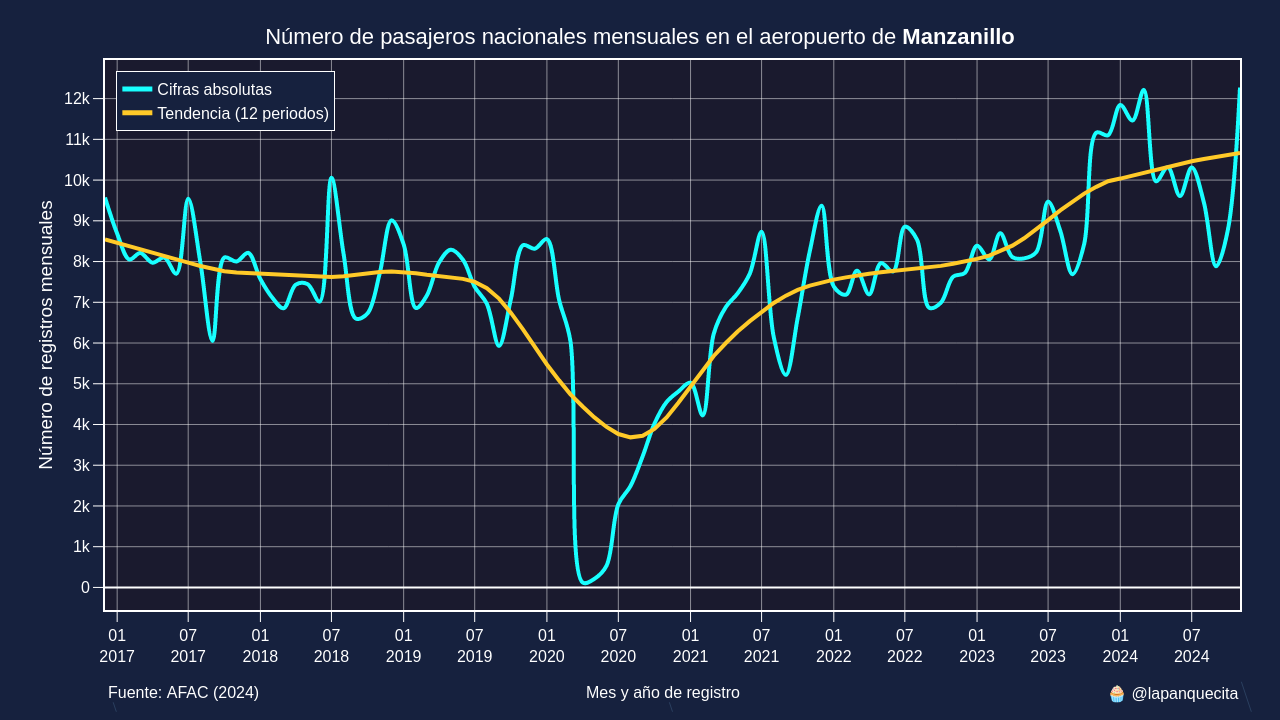 Número de pasajeros nacionales mensuales en el aeropuerto de Manzanillo
Cifras absolutas
Tendencia (12 periodos)
Número de registros mensuales
12k
11k
10k
9k
8k
7k
6k
5k
4k
3k
2k
1k
0
01 07 01 07 01 07 01 07 01 07 01 07 01 07 01 07
2017 2017 2018 2018 2019 2019 2020 2020 2021 2021 2022 2022 2023 2023 2024 2024
Fuente: AFAC (2024) Mes y año de registro 🧁 @lapanquecita